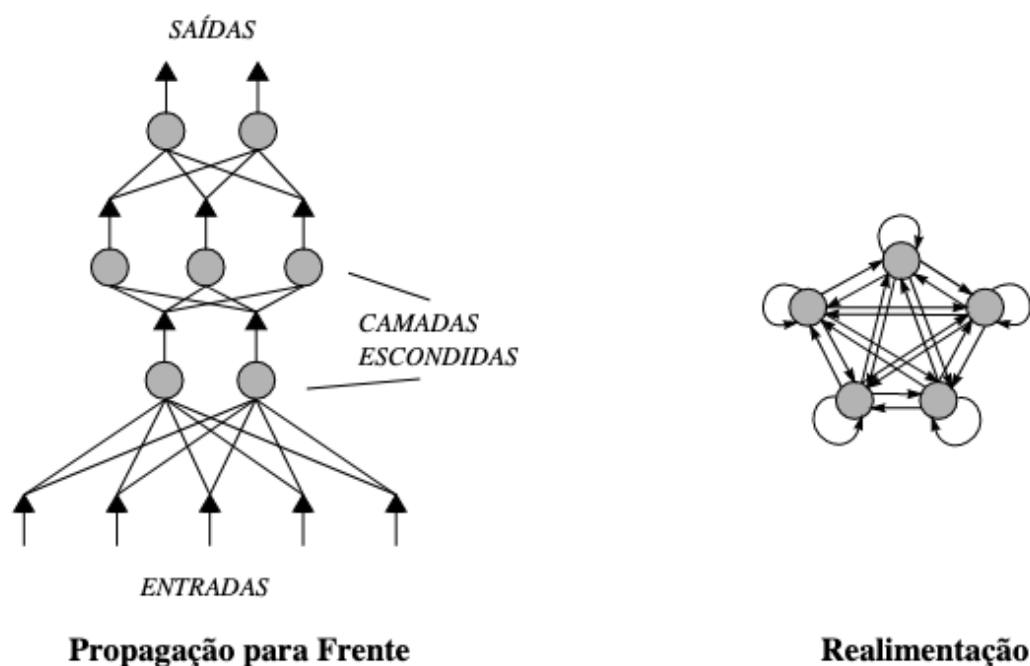 SAÍDAS
CAMADAS
ESCONDIDAS
ENTRADAS
Propagação para Frente
Realimentação